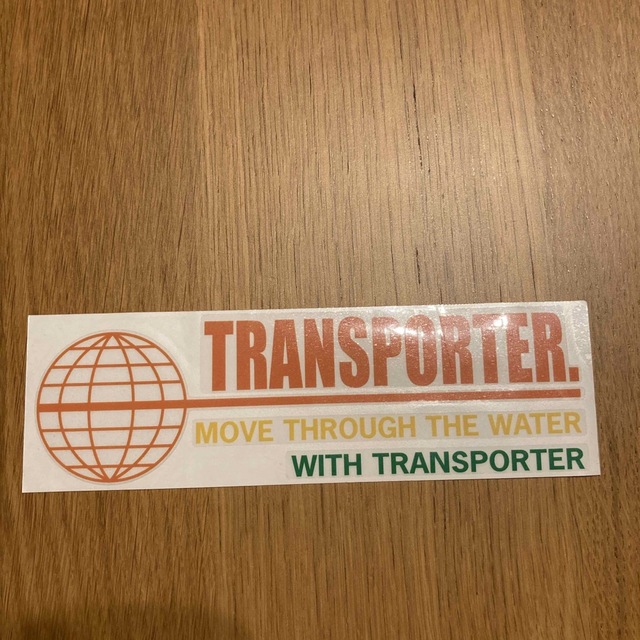 TRANSPORTER.
MOVE THROUGH THE WATER
WITH TRANSPORTER